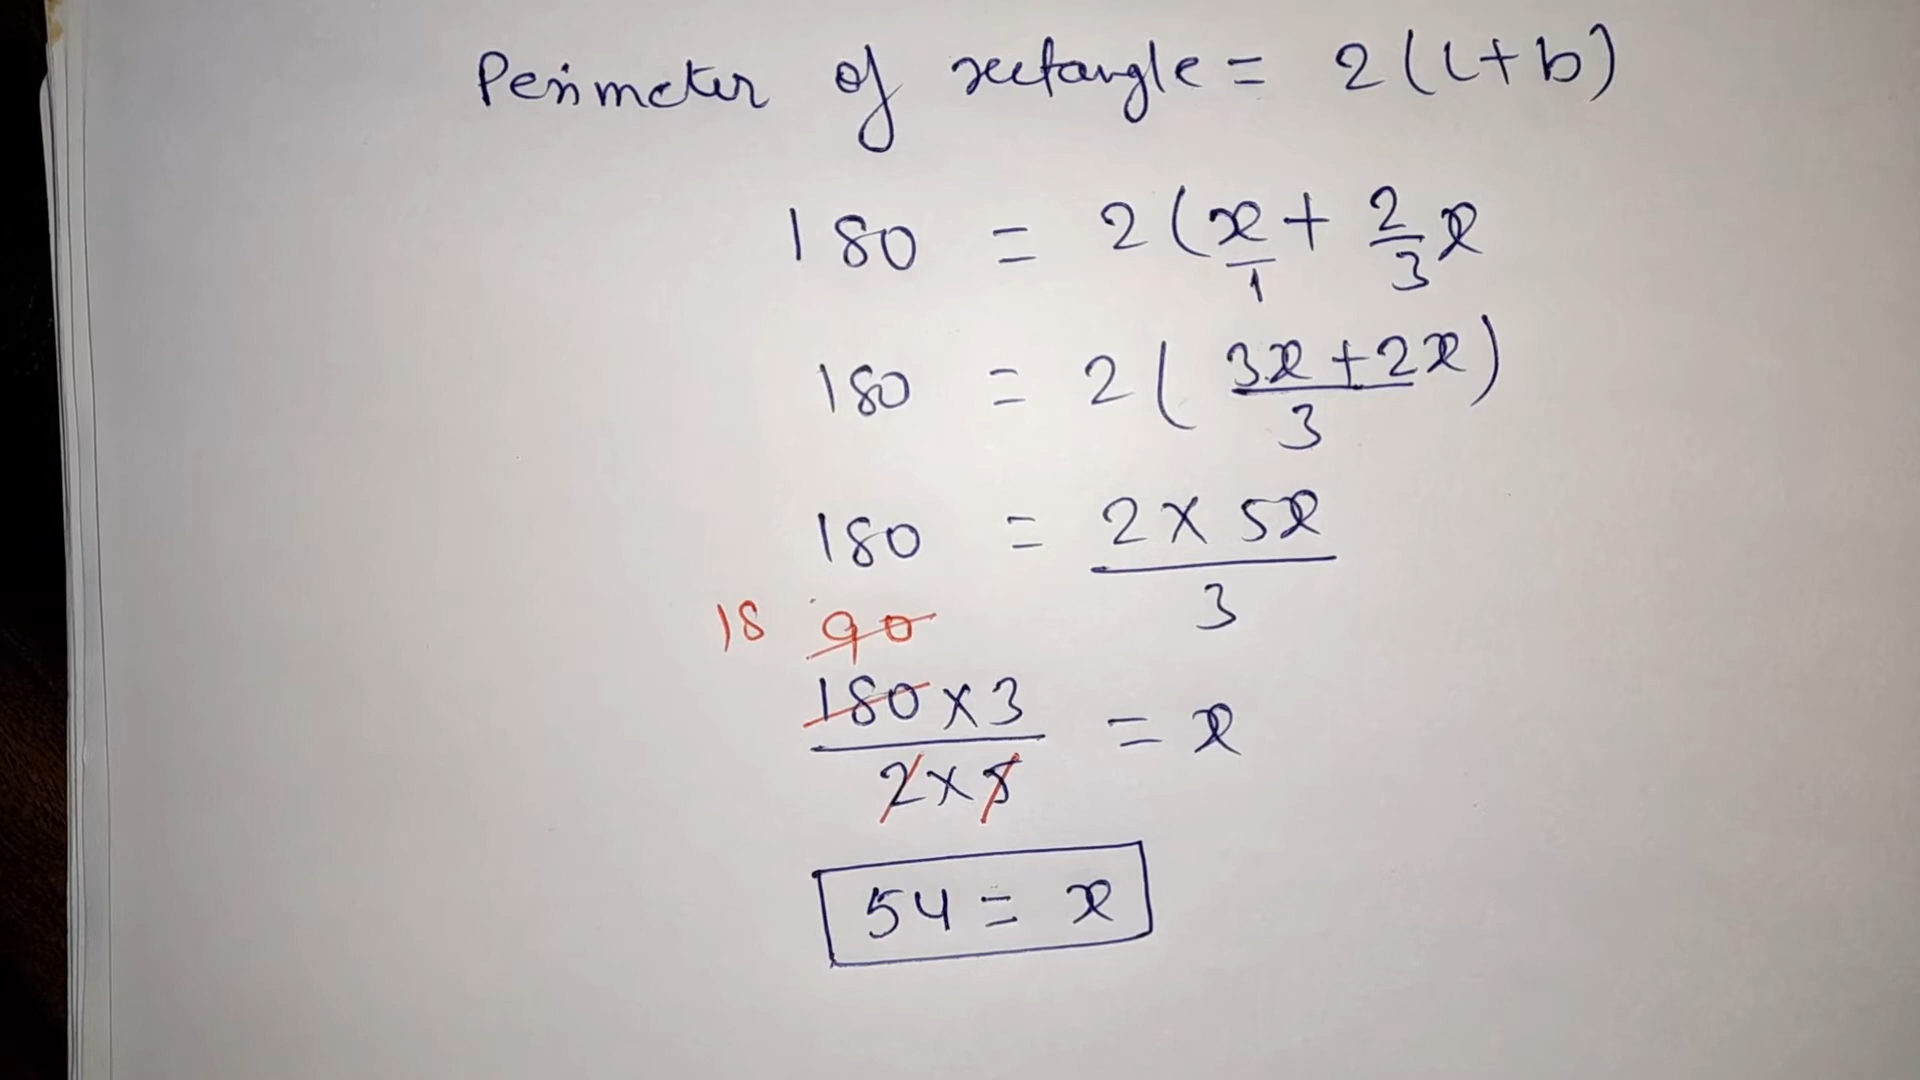 Perimeter of rectangle = 2(l+b)
180 = 2(x/1 + 2/3 x
180 = 2( (3x+2x)/3 )
180 = (2 × 5x)/3
18 90
(180×3)/(2×5) = x
54 = x